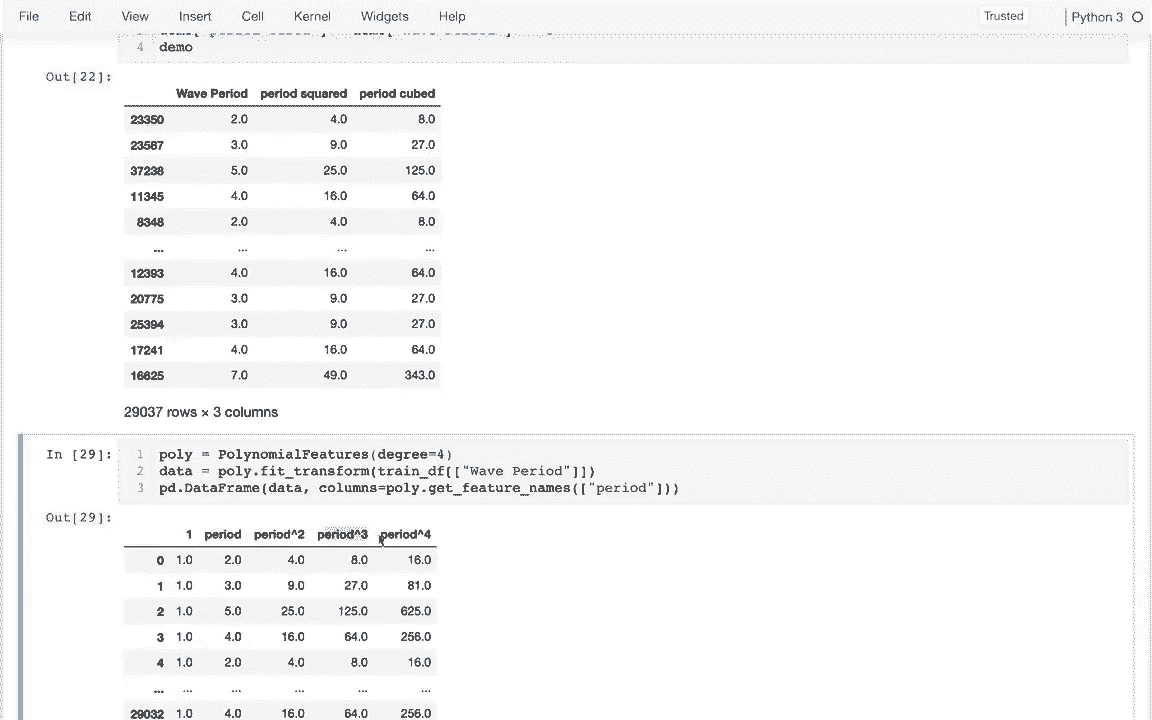 File Edit View Insert Cell Kernel Widgets Help Trusted Python 3
4 demo
Out[22]:
Wave Period period squared period cubed
23350 2.0 4.0 8.0
23587 3.0 9.0 27.0
37238 5.0 25.0 125.0
11345 4.0 16.0 64.0
8348 2.0 4.0 8.0
... ... ... ...
12393 4.0 16.0 64.0
20775 3.0 9.0 27.0
25394 3.0 9.0 27.0
17241 4.0 16.0 64.0
16625 7.0 49.0 343.0
29037 rows × 3 columns
In [29]: 1 poly = PolynomialFeatures(degree=4)
2 data = poly.fit_transform(train_df[["Wave Period"]])
3 pd.DataFrame(data, columns=poly.get_feature_names(["period"]))
Out[29]:
1 period period^2 period^3 period^4
0 1.0 2.0 4.0 8.0 16.0
1 1.0 3.0 9.0 27.0 81.0
2 1.0 5.0 25.0 125.0 625.0
3 1.0 4.0 16.0 64.0 256.0
4 1.0 2.0 4.0 8.0 16.0
... ... ... ... ... ...
29032 1.0 4.0 16.0 64.0 256.0